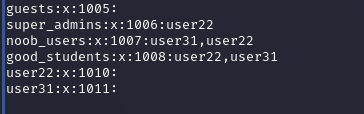 guests:x:1005:
super_admins:x:1006:user22
noob_users:x:1007:user31,user22
good_students:x:1008:user22,user31
user22:x:1010:
user31:x:1011: